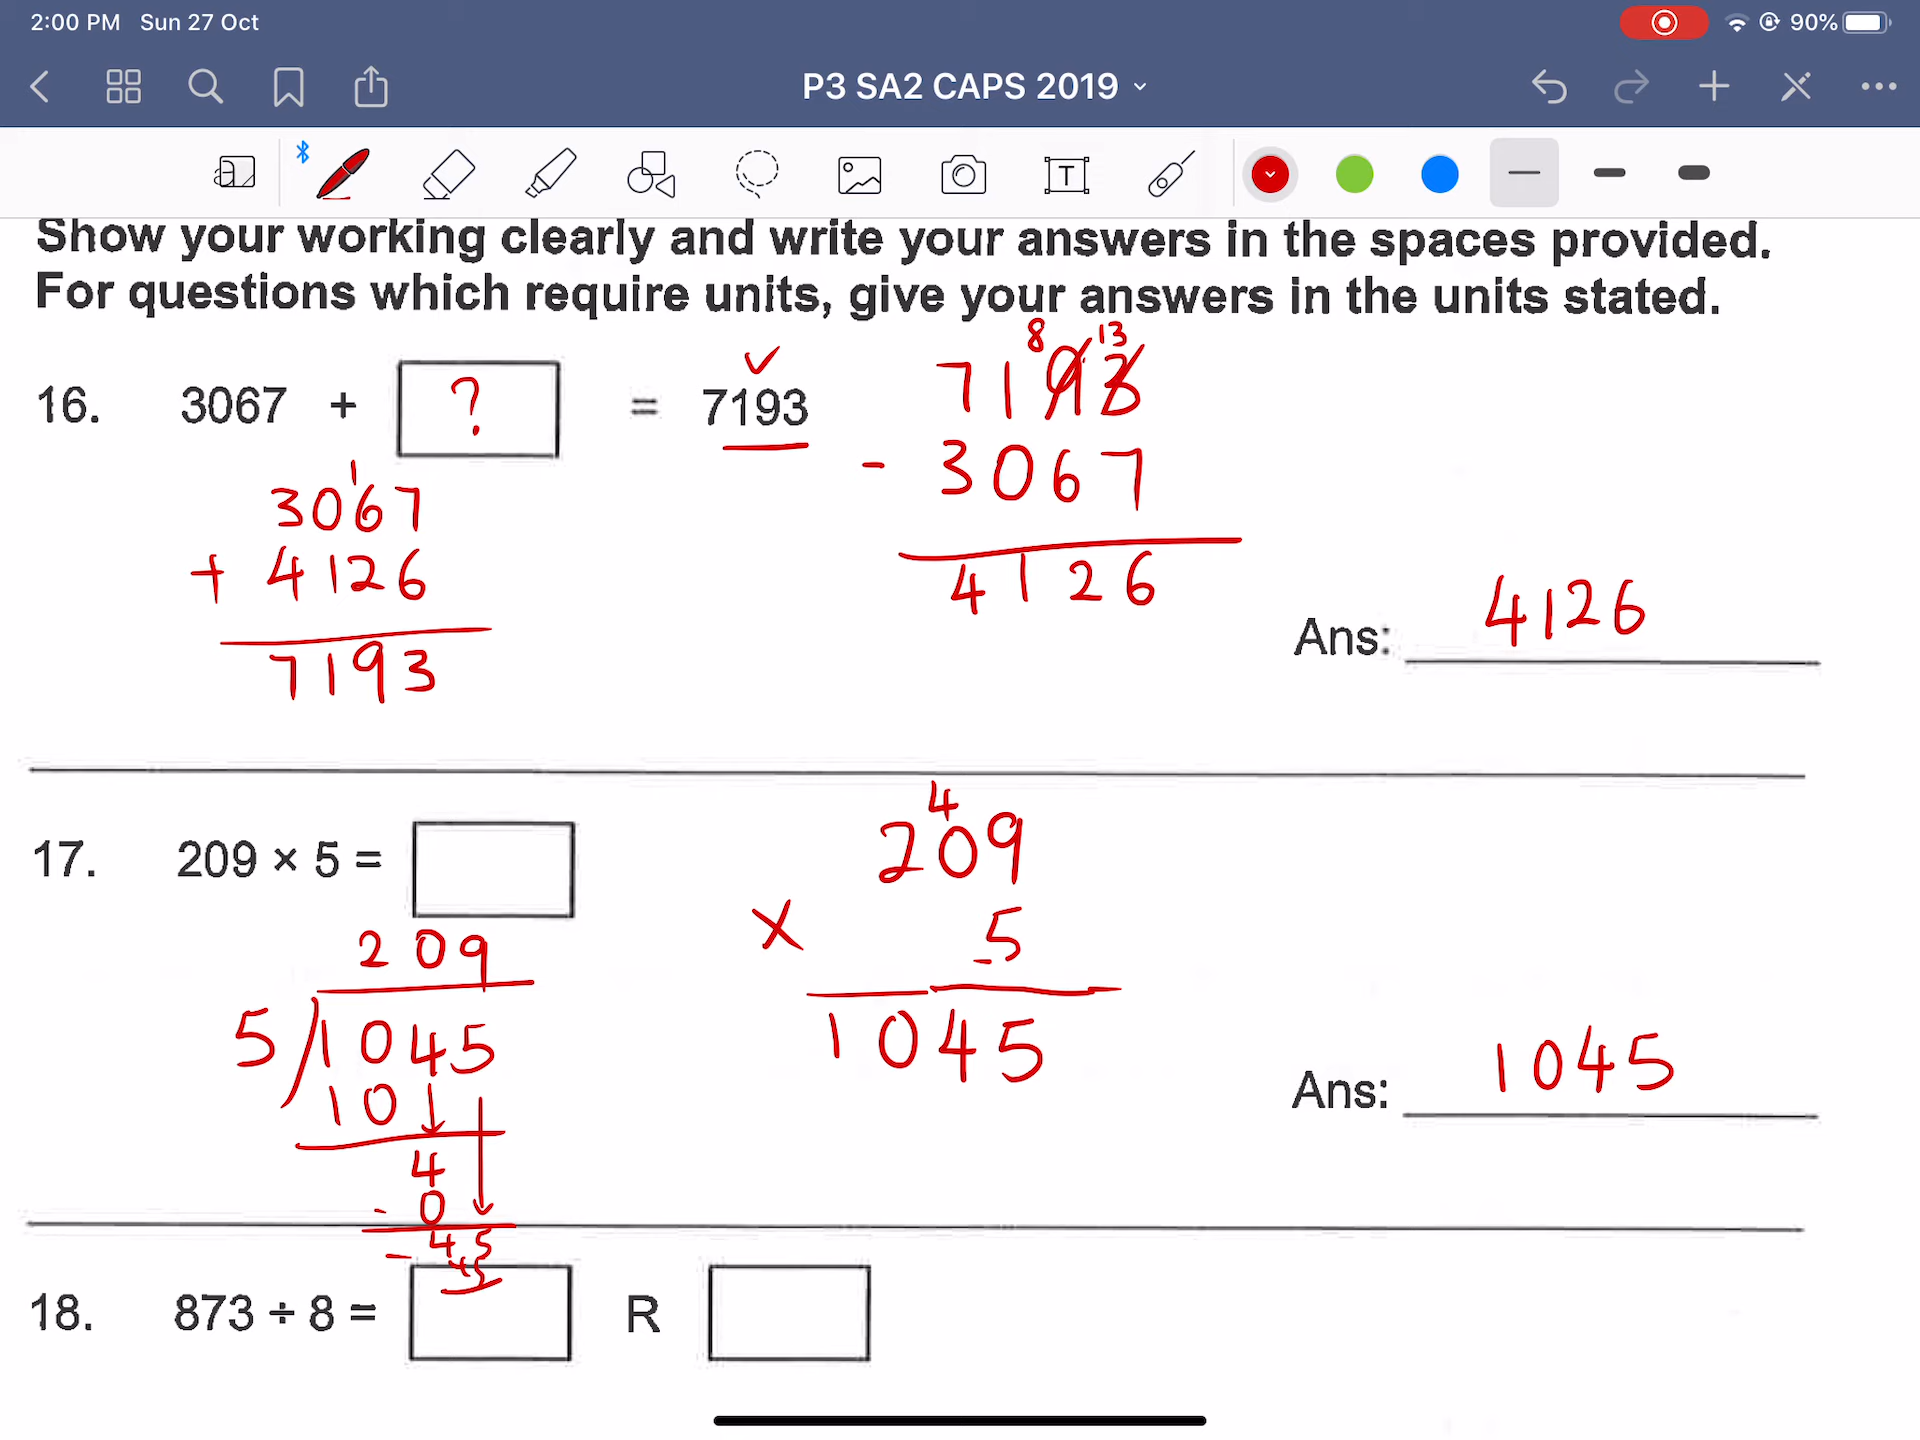 2:00 PM Sun 27 Oct
90%
P3 SA2 CAPS 2019
T
Show your working clearly and write your answers in the spaces provided.
For questions which require units, give your answers in the units stated.
16. 3067 + ? = 7193
8 13
7193
- 3067
4126
1
3067
+ 4126
7193
Ans: 4126
17. 209 × 5 =
4
209
× 5
1045
209
5 1045
10
4
- 0
45
- 45
Ans: 1045
18. 873 ÷ 8 = R